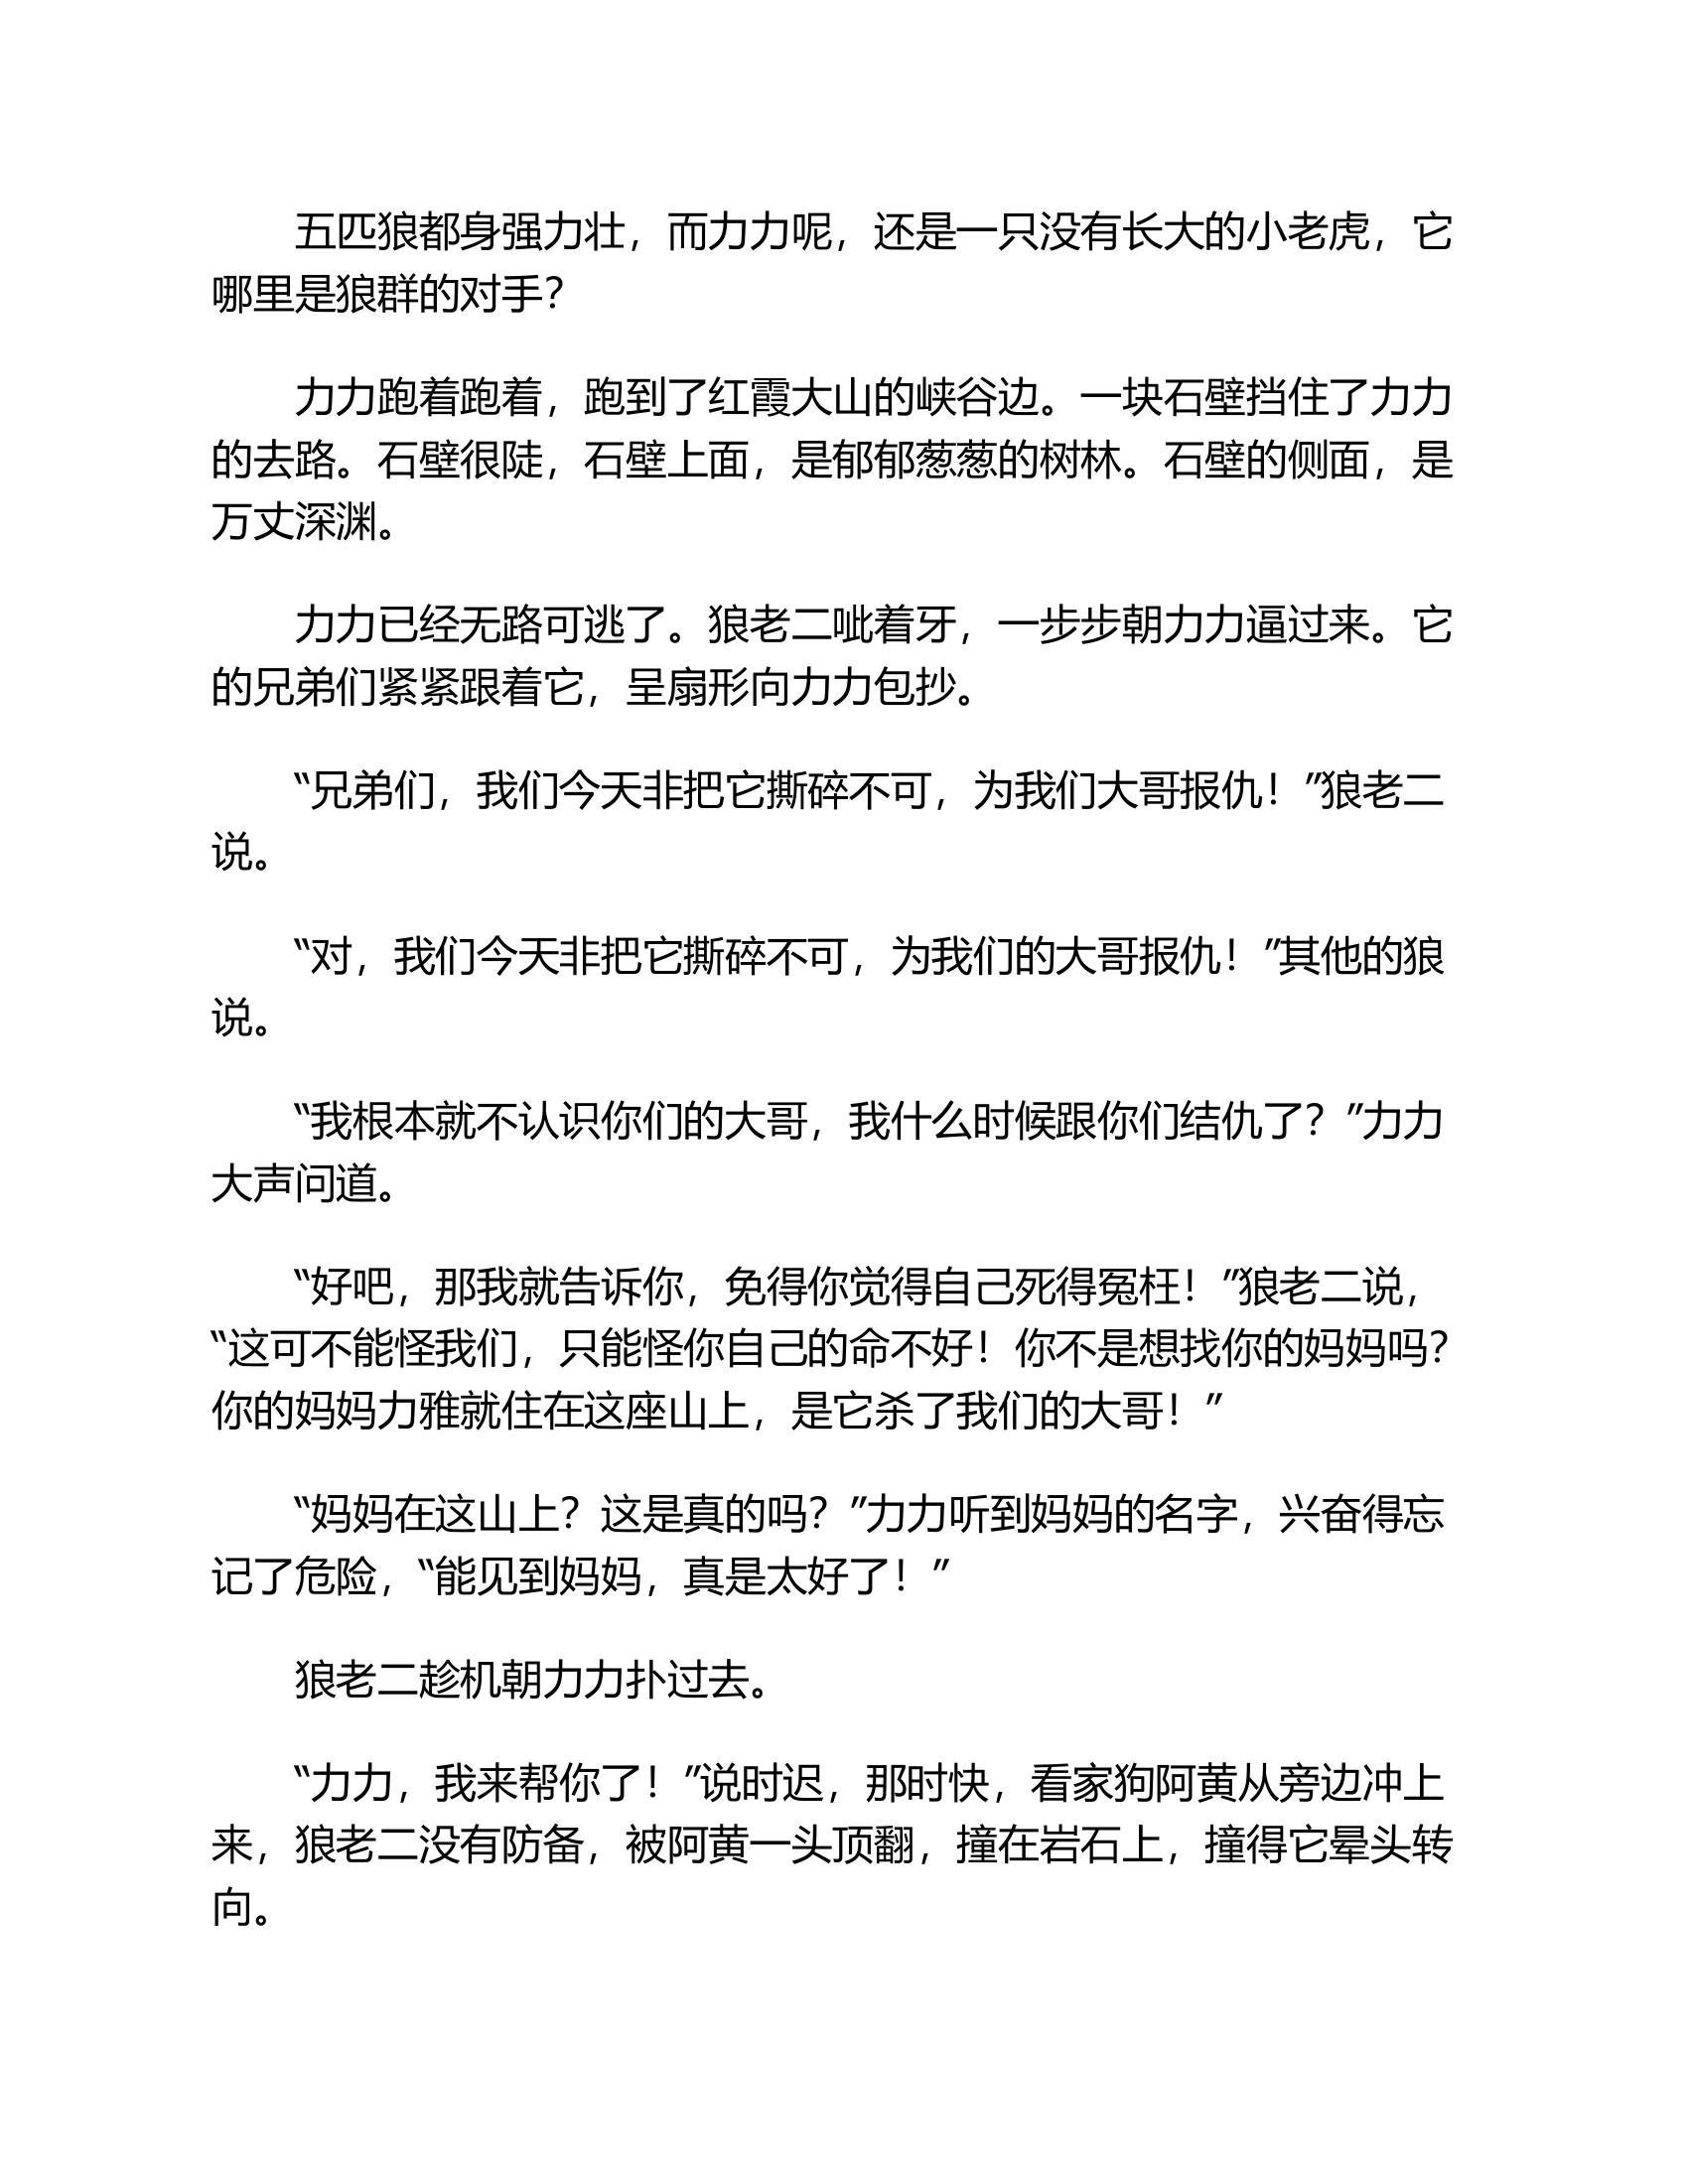 五匹狼都身强力壮，而力力呢，还是一只没有长大的小老虎，它
哪里是狼群的对手？
力力跑着跑着，跑到了红霞大山的峡谷边。一块石壁挡住了力力
的去路。石壁很陡，石壁上面，是郁郁葱葱的树林。石壁的侧面，是
万丈深渊。
力力已经无路可逃了。狼老二呲着牙，一步步朝力力逼过来。它
的兄弟们紧紧跟着它，呈扇形向力力包抄。
“兄弟们，我们今天非把它撕碎不可，为我们大哥报仇！”狼老二
说。
“对，我们今天非把它撕碎不可，为我们的大哥报仇！”其他的狼
说。
“我根本就不认识你们的大哥，我什么时候跟你们结仇了？”力力
大声问道。
“好吧，那我就告诉你，免得你觉得自己死得冤枉！”狼老二说，
“这可不能怪我们，只能怪你自己的命不好！你不是想找你的妈妈吗？
你的妈妈力雅就住在这座山上，是它杀了我们的大哥！”
“妈妈在这山上？这是真的吗？”力力听到妈妈的名字，兴奋得忘
记了危险，“能见到妈妈，真是太好了！”
狼老二趁机朝力力扑过去。
“力力，我来帮你了！”说时迟，那时快，看家狗阿黄从旁边冲上
来，狼老二没有防备，被阿黄一头顶翻，撞在岩石上，撞得它晕头转
向。